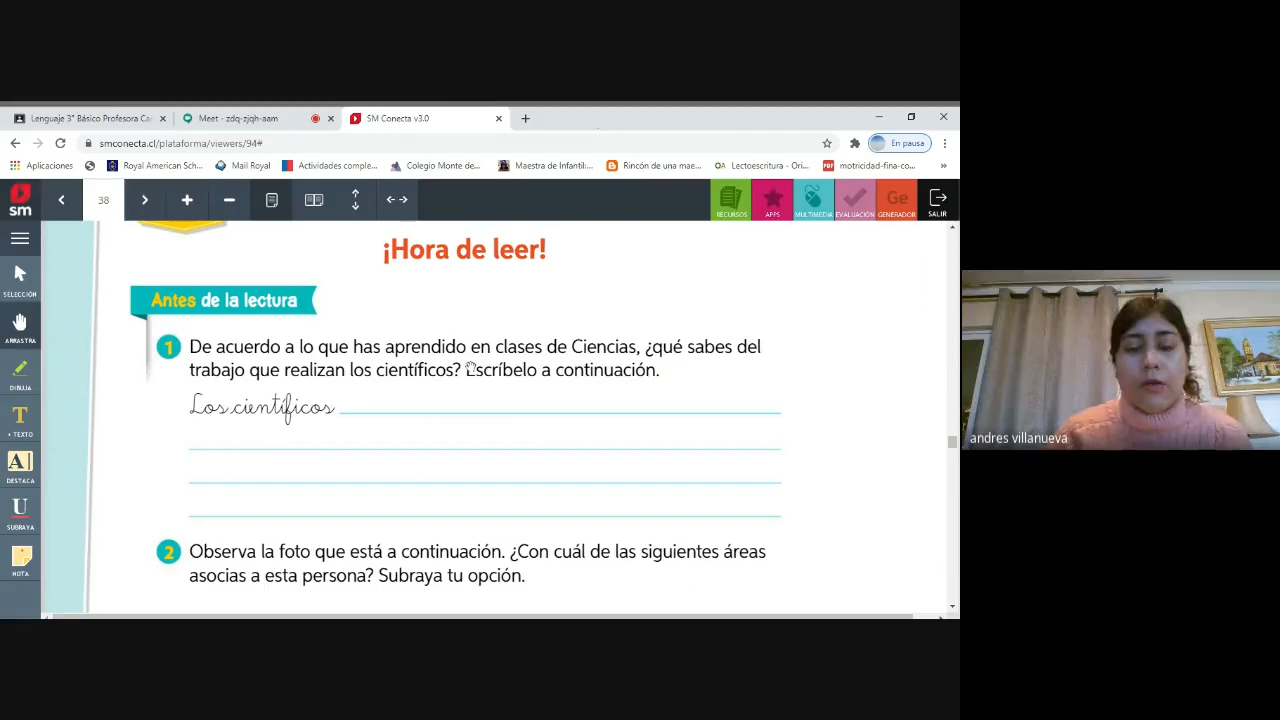 Lenguaje 3° Básico Profesora Ca
Meet - zdq-zjqh-aam
SM Conecta v3.0
smconecta.cl/plataforma/viewers/94#
En pausa
Aplicaciones
Royal American Sch...
Mail Royal
Actividades comple...
Colegio Monte de...
Maestra de Infantil:...
Rincón de una mae...
Lectoescritura - Ori...
motricidad-fina-co...
sm
38
RECURSOS
APPS
MULTIMEDIA
EVALUACIÓN
Ge
GENERADOR
SALIR
SELECCIÓN
ARRASTRA
DIBUJA
T
+ TEXTO
A
DESTACA
U
SUBRAYA
NOTA
¡Hora de leer!
Antes de la lectura
1 De acuerdo a lo que has aprendido en clases de Ciencias, ¿qué sabes del
trabajo que realizan los científicos? Escríbelo a continuación.
Los científicos
2 Observa la foto que está a continuación. ¿Con cuál de las siguientes áreas
asocias a esta persona? Subraya tu opción.
andres villanueva